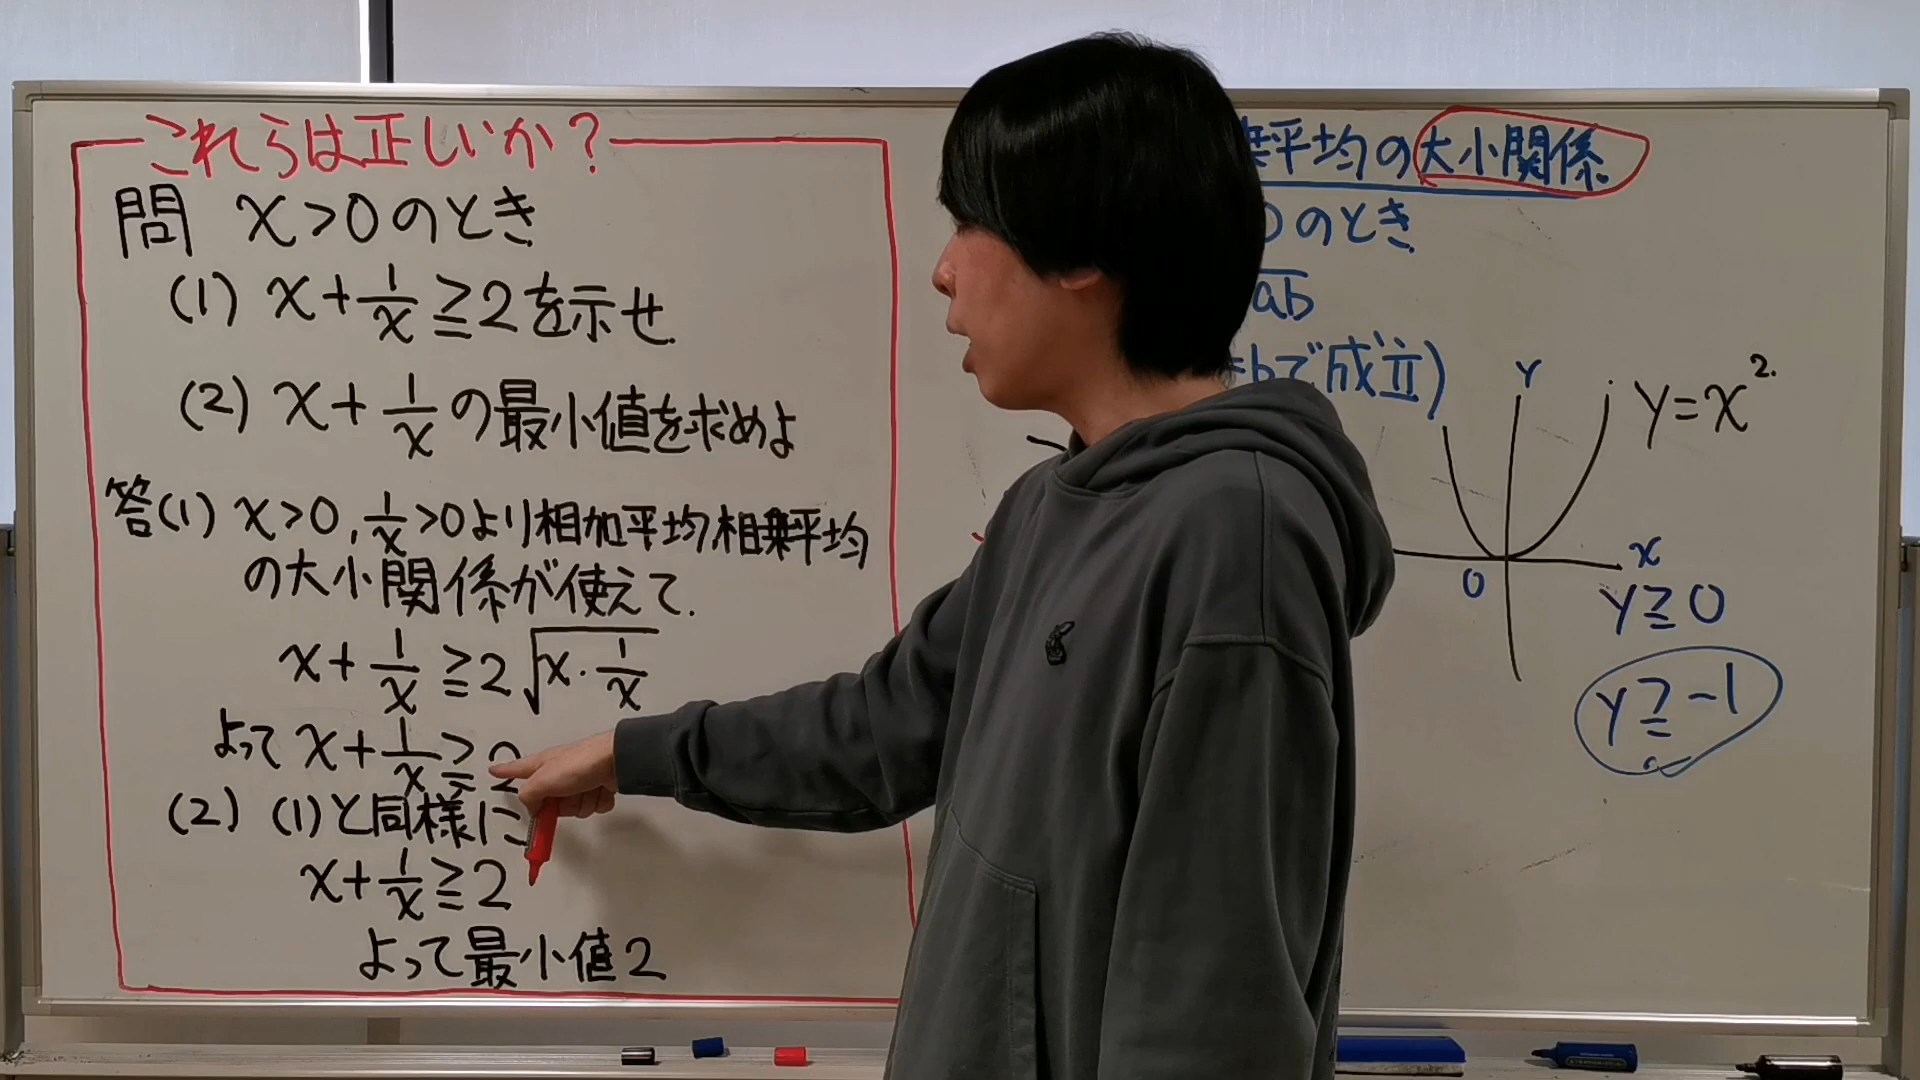 これらは正しいか？
問 x>0のとき
(1) x+1/x≧2を示せ
(2) x+1/xの最小値を求めよ
答(1) x>0, 1/x>0より相加平均相乗平均
の大小関係が使えて.
x+1/x≧2√x・1/x
よって x+1/x≧2
(2) (1)と同様に
x+1/x≧2
よって最小値2
乗平均の大小関係.
0のとき
ab
=bで成立)
Y
y=x².
x
0
y≧0
y≧-1